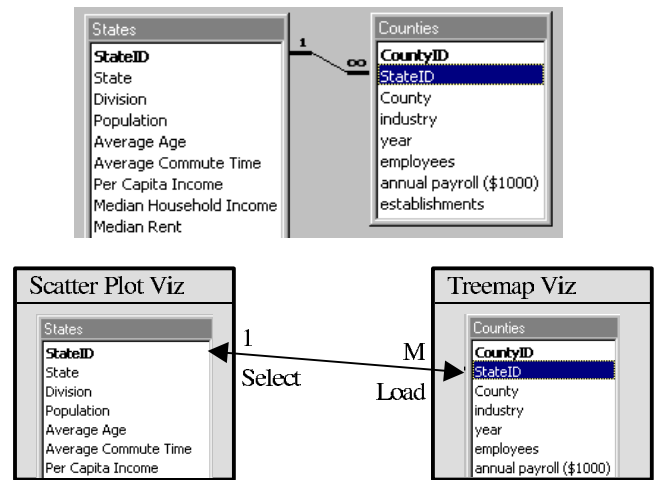 States
StateID
State
Division
Population
Average Age
Average Commute Time
Per Capita Income
Median Household Income
Median Rent
1
∞
Counties
CountyID
StateID
County
industry
year
employees
annual payroll ($1000)
establishments
Scatter Plot Viz
States
StateID
State
Division
Population
Average Age
Average Commute Time
Per Capita Income
1
Select
M
Load
Treemap Viz
Counties
CountyID
StateID
County
industry
year
employees
annual payroll ($1000)